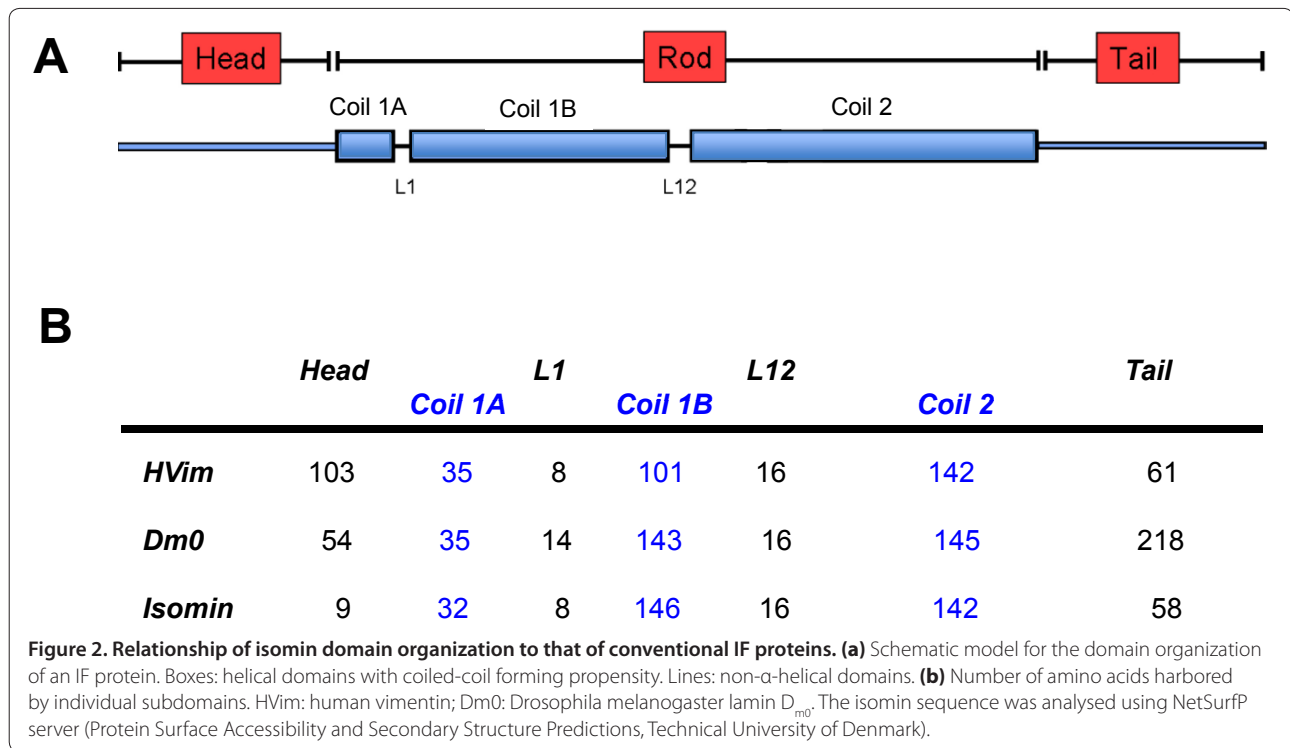 A
Head Rod Tail
Coil 1A Coil 1B Coil 2
L1 L12
B
Head L1 L12 Tail
Coil 1A Coil 1B Coil 2
HVim 103 35 8 101 16 142 61
Dm0 54 35 14 143 16 145 218
Isomin 9 32 8 146 16 142 58
Figure 2. Relationship of isomin domain organization to that of conventional IF proteins. (a) Schematic model for the domain organization
of an IF protein. Boxes: helical domains with coiled-coil forming propensity. Lines: non-α-helical domains. (b) Number of amino acids harbored
by individual subdomains. HVim: human vimentin; Dm0: Drosophila melanogaster lamin Dm0. The isomin sequence was analysed using NetSurfP
server (Protein Surface Accessibility and Secondary Structure Predictions, Technical University of Denmark).